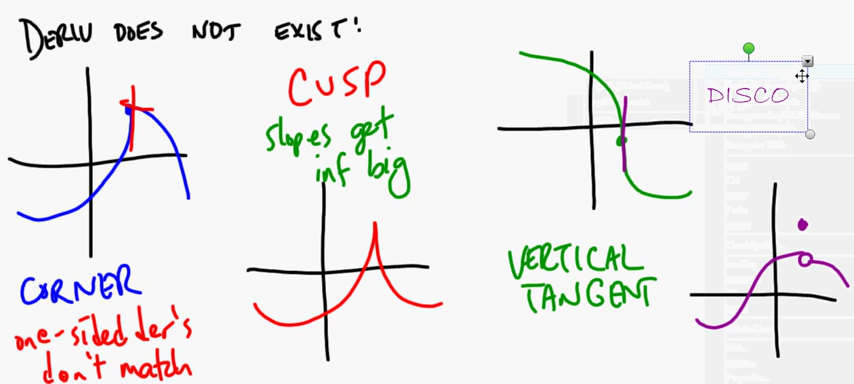 DERIV DOES NOT EXIST!
CUSP
slopes get
inf big
DISCO
CORNER
one-sided der's
don't match
VERTICAL
TANGENT